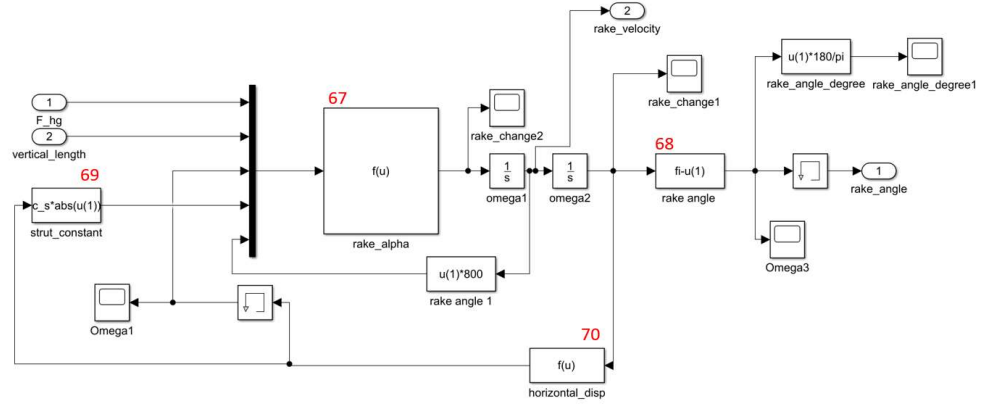 2
rake_velocity
u(1)*180/pi
rake_angle_degree
rake_angle_degree1
rake_change1
67
rake_change2
1
F_hg
2
vertical_length
f(u)
rake_alpha
1
s
omega1
1
s
omega2
68
fi-u(1)
rake angle
1
rake_angle
69
c_s*abs(u(1))
strut_constant
Omega3
u(1)*800
rake angle 1
Omega1
70
f(u)
horizontal_disp